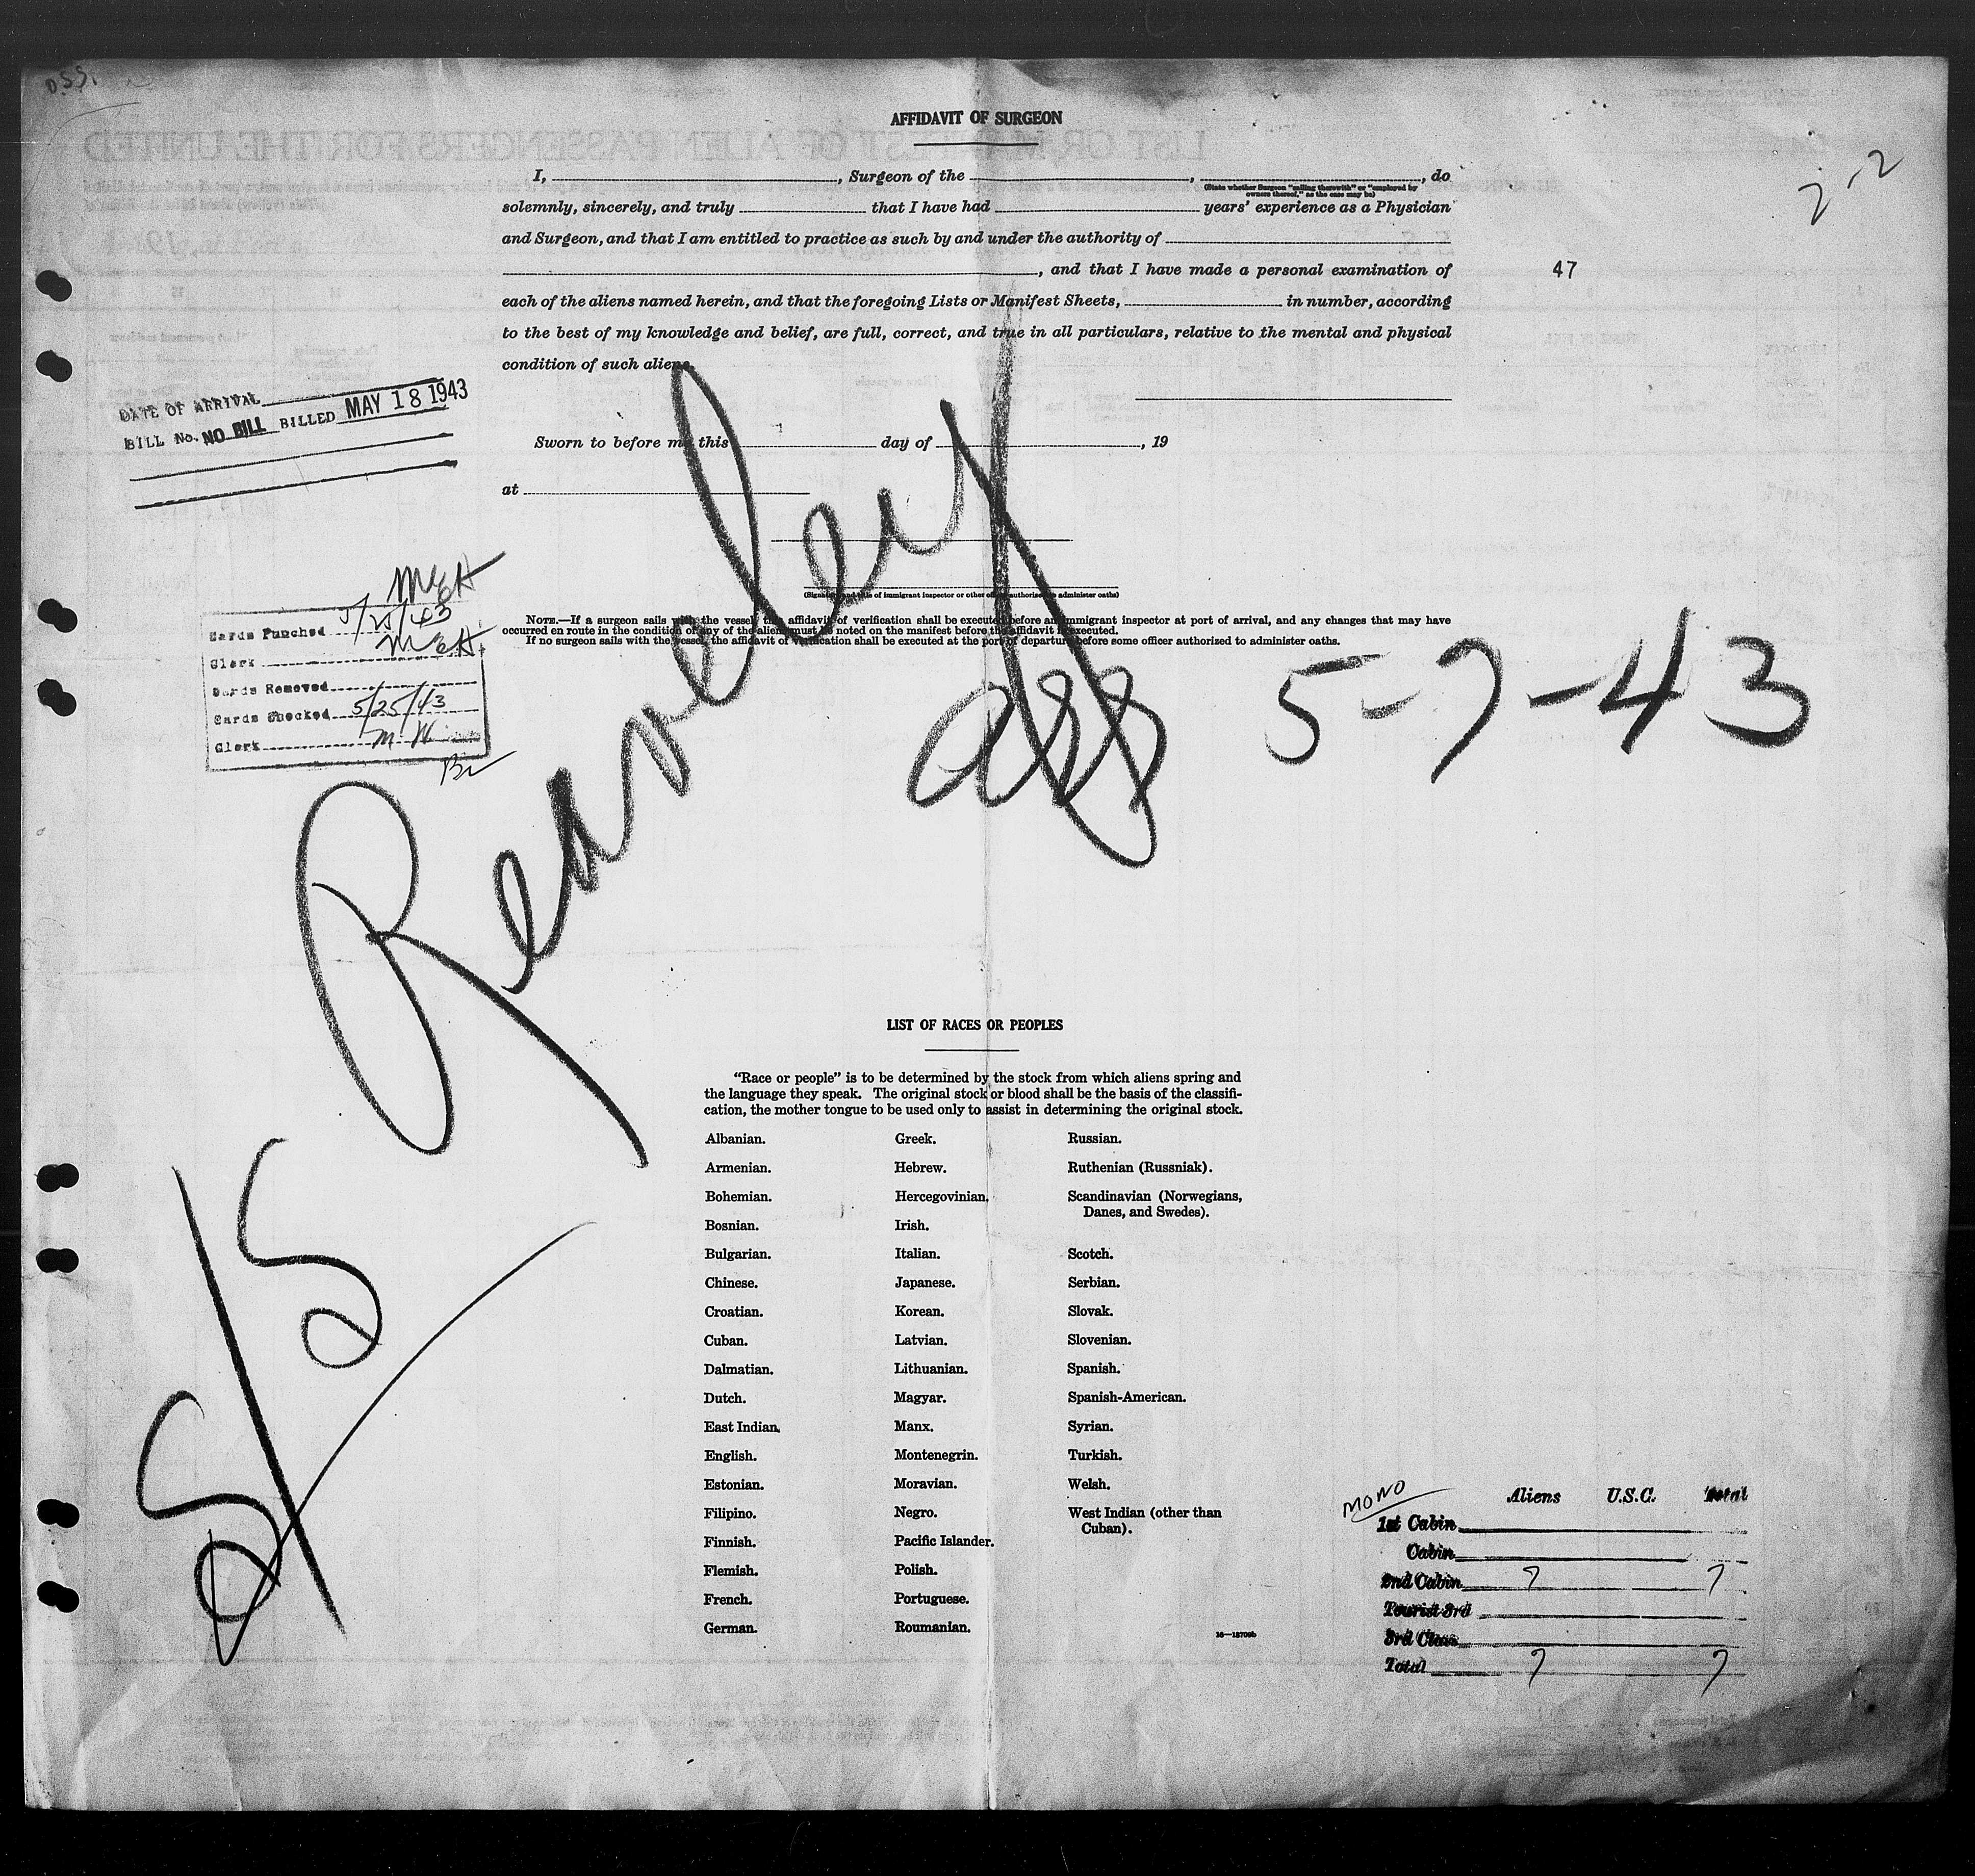 O.S.S.
AFFIDAVIT OF SURGEON
2-2
I, , Surgeon of the , , do
(State whether Surgeon "sailing therewith" or "employed by
owners thereof," as the case may be)
solemnly, sincerely, and truly that I have had years' experience as a Physician
and Surgeon, and that I am entitled to practice as such by and under the authority of
, and that I have made a personal examination of
47
each of the aliens named herein, and that the foregoing Lists or Manifest Sheets, in number, according
to the best of my knowledge and belief, are full, correct, and true in all particulars, relative to the mental and physical
condition of such aliens.
DATE OF ARRIVAL
BILL No. NO BILL BILLED MAY 18 1943
Sworn to before me this day of , 19
at
(Signature and title of immigrant inspector or other officer authorized to administer oaths)
NOTE.—If a surgeon sails with the vessel, the affidavit of verification shall be executed before an immigrant inspector at port of arrival, and any changes that may have
occurred en route in the condition of any of the aliens must be noted on the manifest before the affidavit is executed.
If no surgeon sails with the vessel, the affidavit of verification shall be executed at the port of departure before some officer authorized to administer oaths.
Cards Punched 5/25/43
Clerk McH.
Cards Removed
Cards Checked 5/25/43
Clerk M W
5-7-43
S/S
LIST OF RACES OR PEOPLES
"Race or people" is to be determined by the stock from which aliens spring and
the language they speak. The original stock or blood shall be the basis of the classifi-
cation, the mother tongue to be used only to assist in determining the original stock.
Albanian. Greek. Russian.
Armenian. Hebrew. Ruthenian (Russniak).
Bohemian. Hercegovinian. Scandinavian (Norwegians,
Danes, and Swedes).
Bosnian. Irish.
Bulgarian. Italian. Scotch.
Chinese. Japanese. Serbian.
Croatian. Korean. Slovak.
Cuban. Latvian. Slovenian.
Dalmatian. Lithuanian. Spanish.
Dutch. Magyar. Spanish-American.
East Indian. Manx. Syrian.
English. Montenegrin. Turkish.
Estonian. Moravian. Welsh.
Filipino. Negro. West Indian (other than
Cuban).
Finnish. Pacific Islander.
Flemish. Polish.
French. Portuguese.
German. Roumanian.
MONO
Aliens U.S.C. Total
1st Cabin
Cabin
2nd Cabin 7 7
Tourist 3rd
3rd Class
Total 7 7